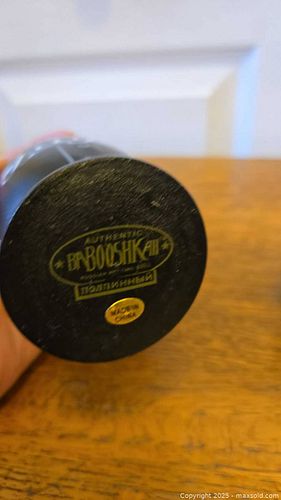 AUTHENTIC
BABOOSHKA
ПОДЛИННЫЙ
MADE IN
CHINA
Copyright © 2025 - maxsold.com